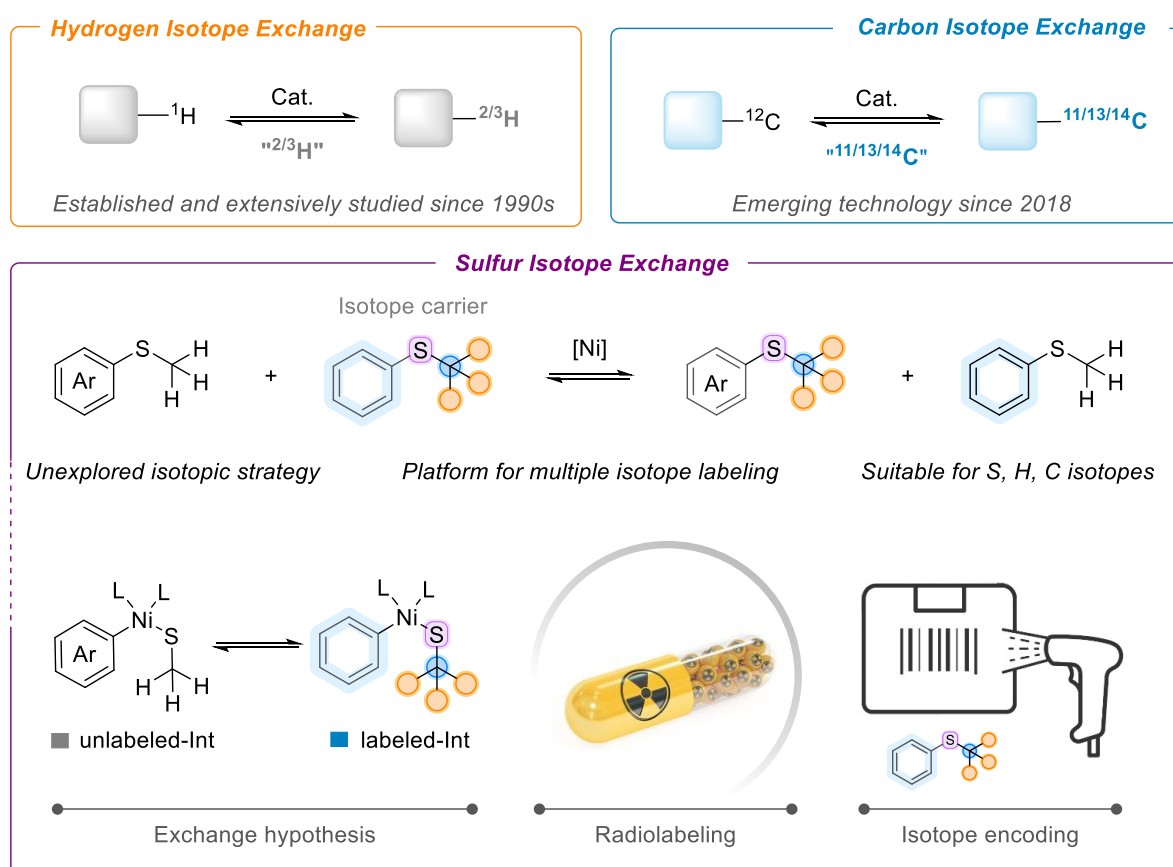 Hydrogen Isotope Exchange
Carbon Isotope Exchange
¹H
Cat.
"²/³H"
²/³H
¹²C
Cat.
"¹¹/¹³/¹⁴C"
¹¹/¹³/¹⁴C
Established and extensively studied since 1990s
Emerging technology since 2018
Sulfur Isotope Exchange
Isotope carrier
Ar S C H H H
+
S
[Ni]
Ar S
+
S C H H H
Unexplored isotopic strategy
Platform for multiple isotope labeling
Suitable for S, H, C isotopes
L L
Ar Ni S C H H H
L L
Ni S C
S C
unlabeled-Int
labeled-Int
Exchange hypothesis
Radiolabeling
Isotope encoding